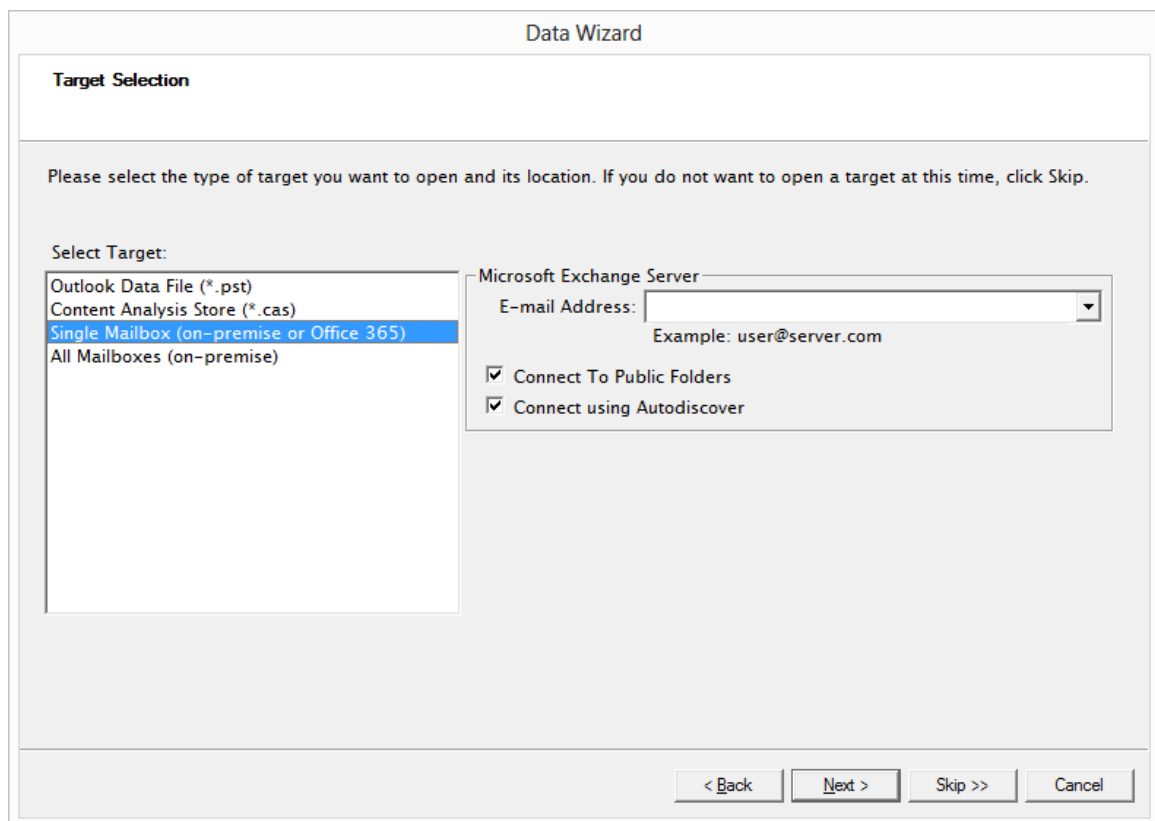 Data Wizard
Target Selection
Please select the type of target you want to open and its location. If you do not want to open a target at this time, click Skip.
Select Target:
Outlook Data File (*.pst)
Content Analysis Store (*.cas)
Single Mailbox (on-premise or Office 365)
All Mailboxes (on-premise)
Microsoft Exchange Server
E-mail Address:
Example: user@server.com
Connect To Public Folders
Connect using Autodiscover
< Back
Next >
Skip >>
Cancel